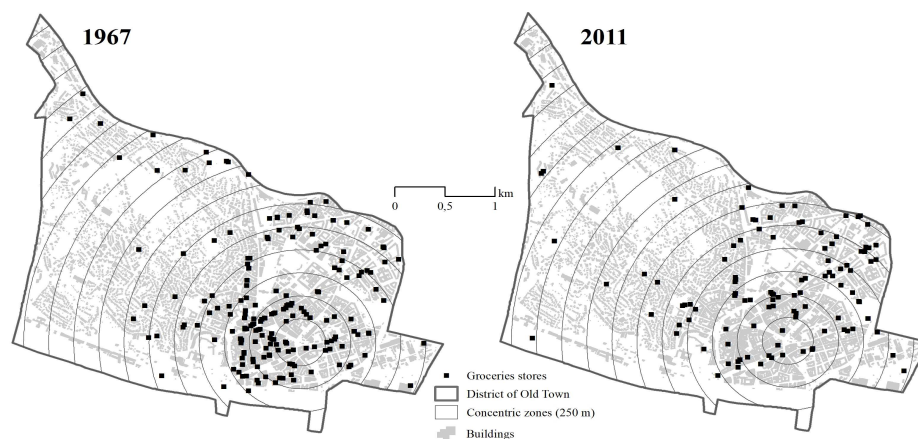 1967
2011
km
0 0,5 1
Groceries stores
District of Old Town
Concentric zones (250 m)
Buildings